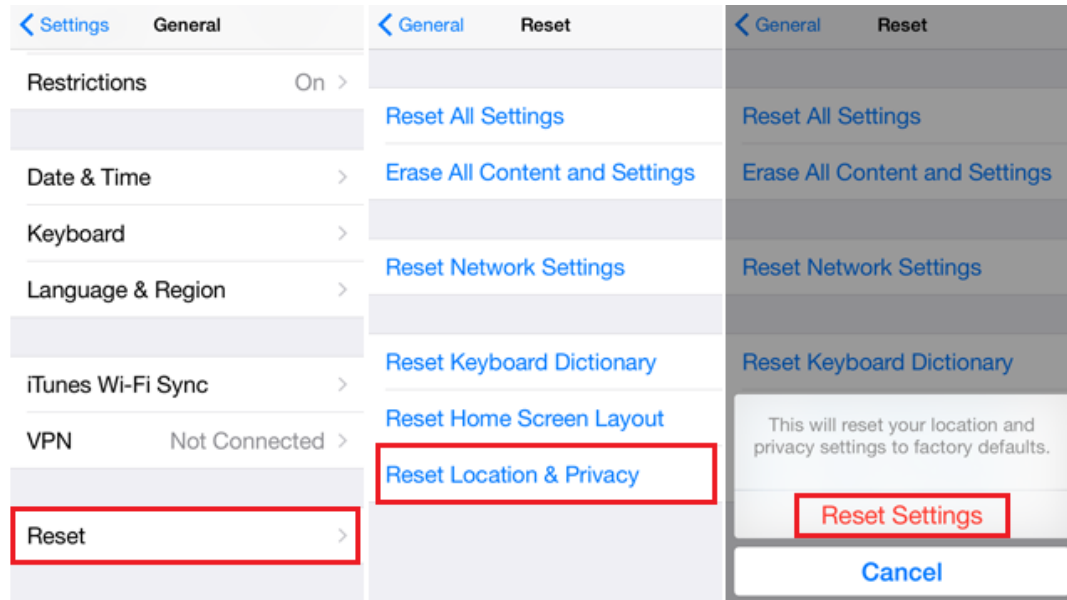 Settings General
Restrictions On
Date & Time
Keyboard
Language & Region
iTunes Wi-Fi Sync
VPN Not Connected
Reset
General Reset
Reset All Settings
Erase All Content and Settings
Reset Network Settings
Reset Keyboard Dictionary
Reset Home Screen Layout
Reset Location & Privacy
General Reset
Reset All Settings
Erase All Content and Settings
Reset Network Settings
Reset Keyboard Dictionary
This will reset your location and
privacy settings to factory defaults.
Reset Settings
Cancel